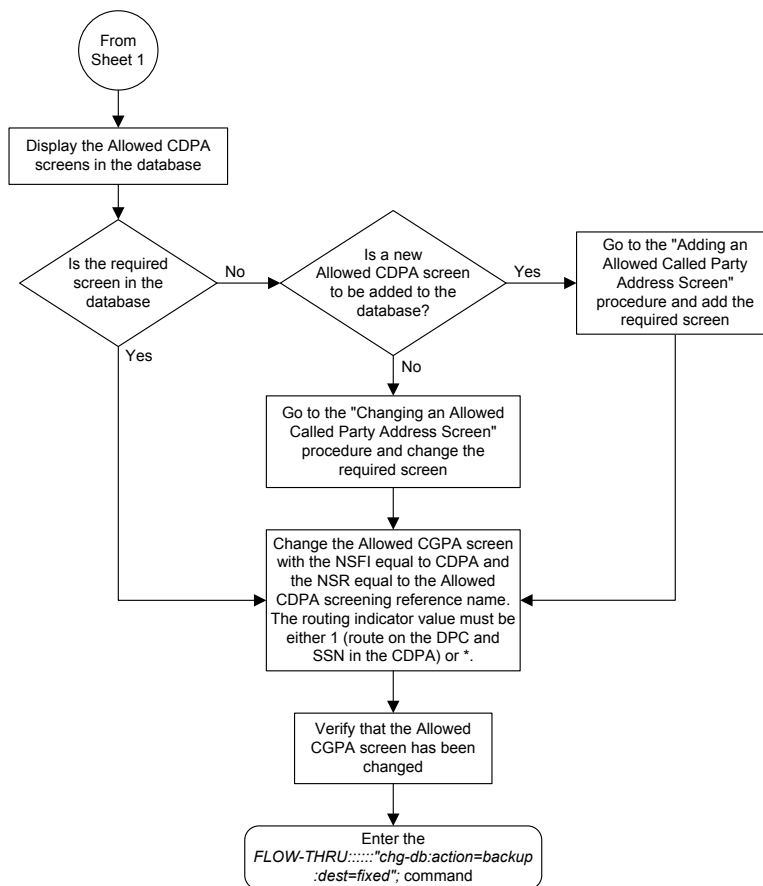 From
Sheet 1
Display the Allowed CDPA
screens in the database
Is the required
screen in the
database
No
Is a new
Allowed CDPA screen
to be added to the
database?
Yes
Go to the "Adding an
Allowed Called Party
Address Screen"
procedure and add the
required screen
Yes
No
Go to the "Changing an Allowed
Called Party Address Screen"
procedure and change the
required screen
Change the Allowed CGPA screen
with the NSFI equal to CDPA and
the NSR equal to the Allowed
CDPA screening reference name.
The routing indicator value must be
either 1 (route on the DPC and
SSN in the CDPA) or *.
Verify that the Allowed
CGPA screen has been
changed
Enter the
FLOW-THRU::::::"chg-db:action=backup
:dest=fixed"; command